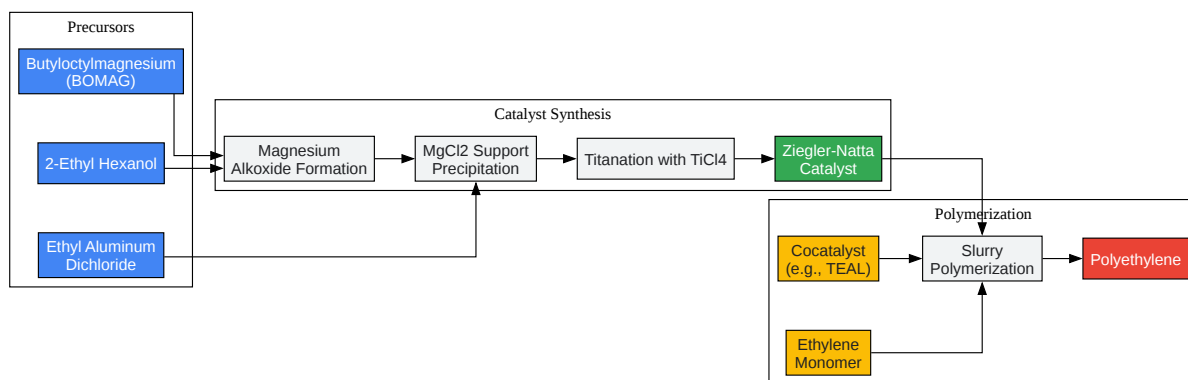 Precursors
Butyloctylmagnesium
(BOMAG)
2-Ethyl Hexanol
Ethyl Aluminum
Dichloride
Catalyst Synthesis
Magnesium
Alkoxide Formation
MgCl2 Support
Precipitation
Titanation with TiCl4
Ziegler-Natta
Catalyst
Polymerization
Cocatalyst
(e.g., TEAL)
Slurry
Polymerization
Polyethylene
Ethylene
Monomer